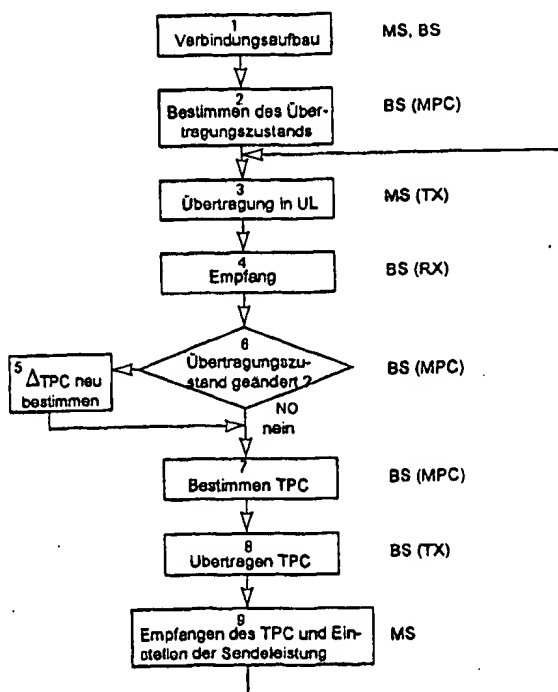 1
Verbindungsaufbau
MS, BS
2
Bestimmen des Über-
tragungszustands
BS (MPC)
3
Übertragung in UL
MS (TX)
4
Empfang
BS (RX)
6
Übertragungszu-
stand geändert ?
BS (MPC)
5
ΔTPC neu
bestimmen
NO
nein
7
Bestimmen TPC
BS (MPC)
8
Übertragen TPC
BS (TX)
9
Empfangen des TPC und Ein-
stellen der Sendeleistung
MS